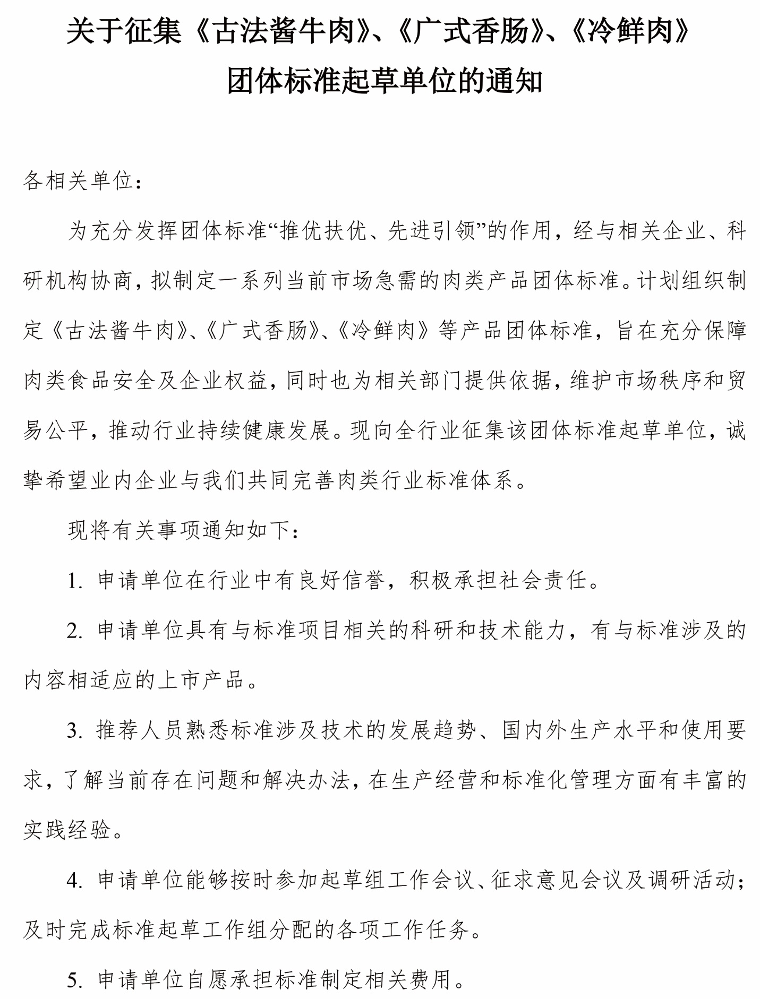 关于征集《古法酱牛肉》、《广式香肠》、《冷鲜肉》
团体标准起草单位的通知
各相关单位：
为充分发挥团体标准“推优扶优、先进引领”的作用，经与相关企业、科
研机构协商，拟制定一系列当前市场急需的肉类产品团体标准。计划组织制
定《古法酱牛肉》、《广式香肠》、《冷鲜肉》等产品团体标准，旨在充分保障
肉类食品安全及企业权益，同时也为相关部门提供依据，维护市场秩序和贸
易公平，推动行业持续健康发展。现向全行业征集该团体标准起草单位，诚
挚希望业内企业与我们共同完善肉类行业标准体系。
现将有关事项通知如下：
1. 申请单位在行业中有良好信誉，积极承担社会责任。
2. 申请单位具有与标准项目相关的科研和技术能力，有与标准涉及的
内容相适应的上市产品。
3. 推荐人员熟悉标准涉及技术的发展趋势、国内外生产水平和使用要
求，了解当前存在问题和解决办法，在生产经营和标准化管理方面有丰富的
实践经验。
4. 申请单位能够按时参加起草组工作会议、征求意见会议及调研活动；
及时完成标准起草工作组分配的各项工作任务。
5. 申请单位自愿承担标准制定相关费用。